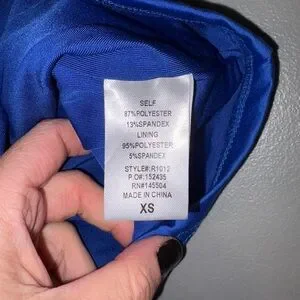 SELF
87%POLYESTER
13%SPANDEX
LINING
95%POLYESTER
5%SPANDEX
STYLE#:R1012
P.O#:152435
RN#145504
MADE IN CHINA
XS